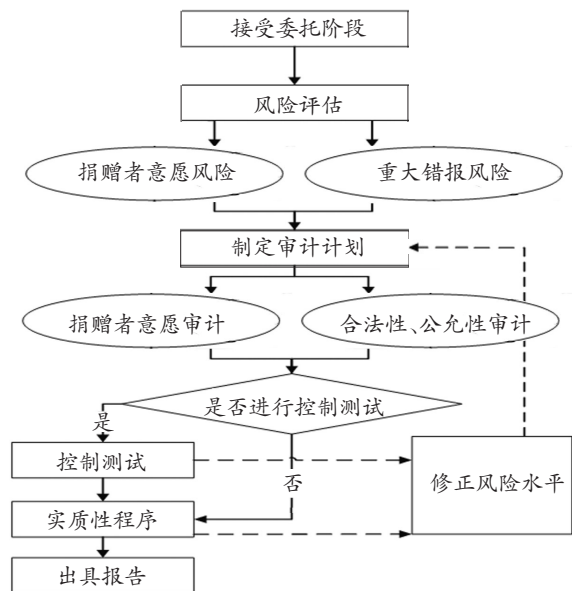 接受委托阶段
风险评估
捐赠者意愿风险
重大错报风险
制定审计计划
捐赠者意愿审计
合法性、公允性审计
是否进行控制测试
是
控制测试
否
修正风险水平
实质性程序
出具报告